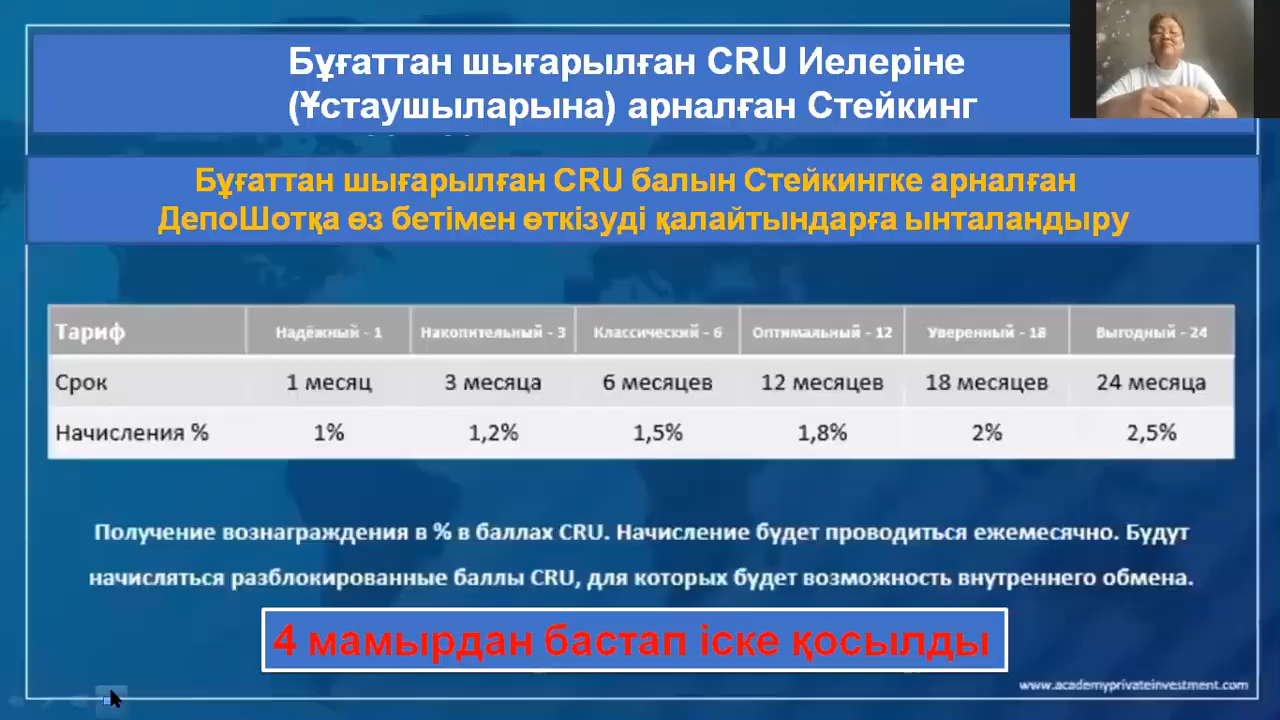 Бұғаттан шығарылған CRU Иелеріне
(Ұстаушыларына) арналған Стейкинг
Бұғаттан шығарылған CRU балын Стейкингке арналған
ДепоШотқа өз бетімен өткізуді қалайтындарға ынталандыру
Тариф Надёжный - 1 Накопительный - 3 Классический - 6 Оптимальный - 12 Уверенный - 18 Выгодный - 24
Срок 1 месяц 3 месяца 6 месяцев 12 месяцев 18 месяцев 24 месяца
Начисления % 1% 1,2% 1,5% 1,8% 2% 2,5%
Получение вознаграждения в % в баллах CRU. Начисление будет проводиться ежемесячно. Будут
начисляться разблокированные баллы CRU, для которых будет возможность внутреннего обмена.
4 мамырдан бастап іске қосылды
www.academyprivateinvestment.com